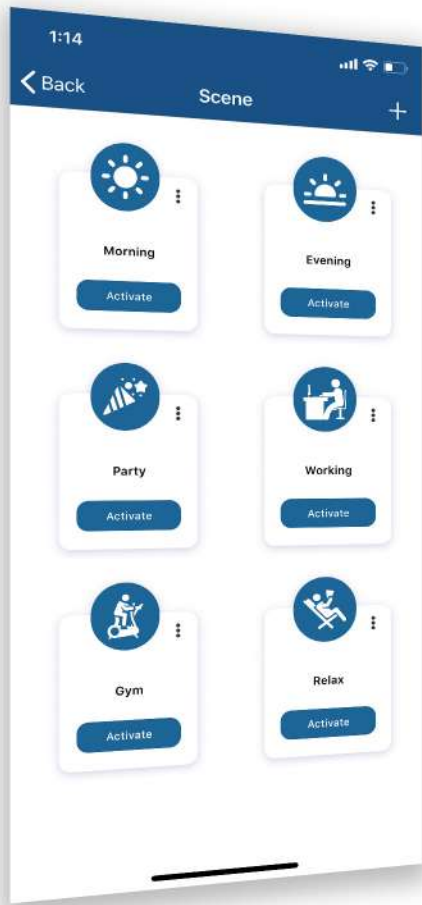 1:14
Back
Scene
+
Morning
Evening
Activate
Activate
Party
Working
Activate
Activate
Gym
Relax
Activate
Activate